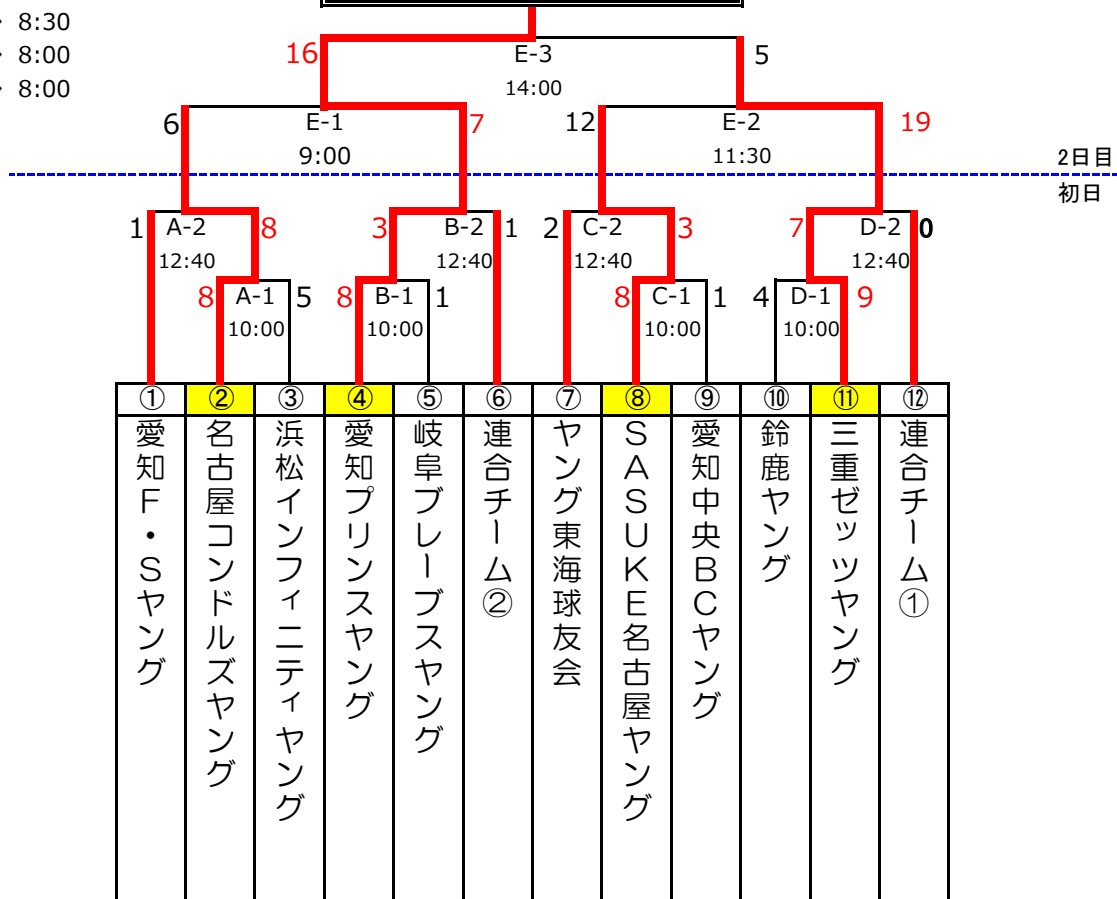 8:30
8:00
8:00
16 E-3 5
14:00
6 E-1 7 12 E-2 19
9:00 11:30
2日目
初日
1 A-2 8 3 B-2 1 2 C-2 3 7 D-2 0
12:40 12:40 12:40 12:40
8 A-1 5 8 B-1 1 8 C-1 1 4 D-1 9
10:00 10:00 10:00 10:00
① ② ③ ④ ⑤ ⑥ ⑦ ⑧ ⑨ ⑩ ⑪ ⑫
愛知F・Sヤング
名古屋コンドルズヤング
浜松インフィニティヤング
愛知プリンスヤング
岐阜ブレーブスヤング
連合チーム②
ヤング東海球友会
SASUKE名古屋ヤング
愛知中央BCヤング
鈴鹿ヤング
三重ゼッツヤング
連合チーム①